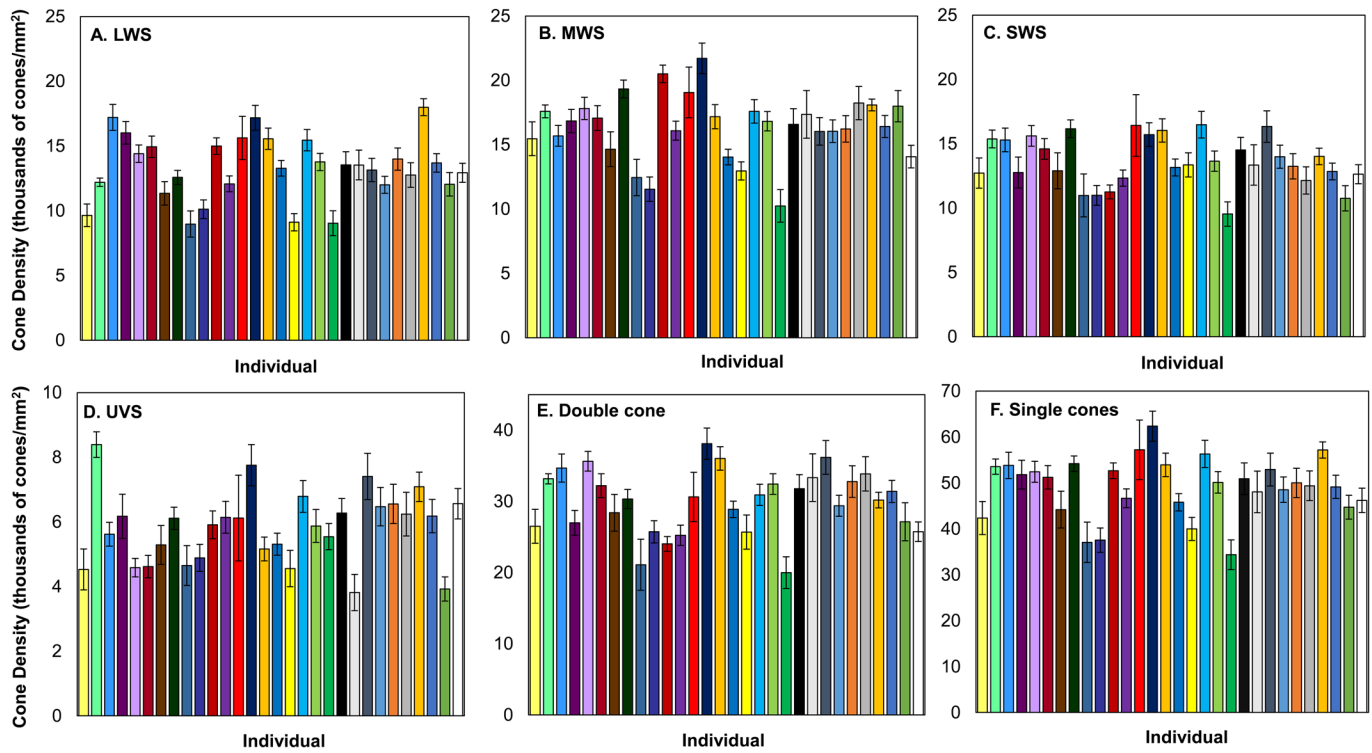 A. LWS
B. MWS
C. SWS
Cone Density (thousands of cones/mm²)
25
20
15
10
5
0
25
20
15
10
5
0
25
20
15
10
5
0
Individual
Individual
Individual
D. UVS
E. Double cone
F. Single cones
Cone Density (thousands of cones/mm²)
10
8
6
4
2
0
40
30
20
10
0
70
60
50
40
30
20
10
0
Individual
Individual
Individual